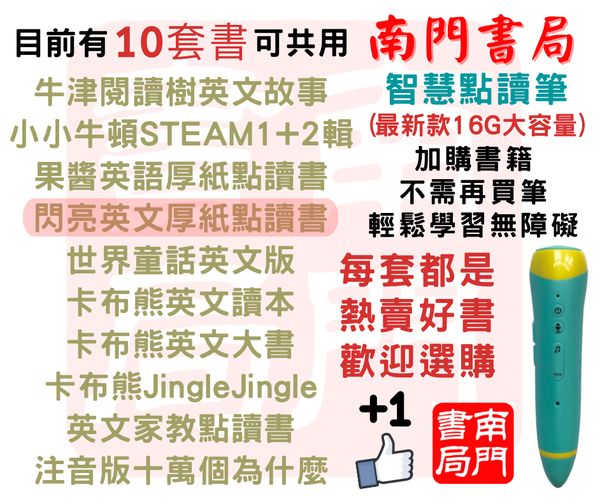 目前有10套書可共用
牛津閱讀樹英文故事
小小牛頓STEAM1+2輯
果醬英語厚紙點讀書
閃亮英文厚紙點讀書
世界童話英文版
卡布熊英文讀本
卡布熊英文大書
卡布熊JingleJingle
英文家教點讀書
注音版十萬個為什麼
南門書局
智慧點讀筆
(最新款16G大容量)
加購書籍
不需再買筆
輕鬆學習無障礙
每套都是
熱賣好書
歡迎選購
+1
南門書局